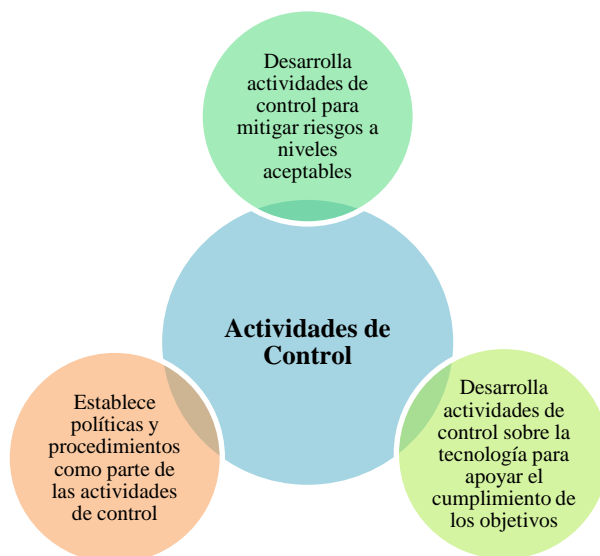 Desarrolla
actividades de
control para
mitigar riesgos a
niveles
aceptables
Actividades de
Control
Establece
políticas y
procedimientos
como parte de
las actividades
de control
Desarrolla
actividades de
control sobre la
tecnología para
apoyar el
cumplimiento de
los objetivos